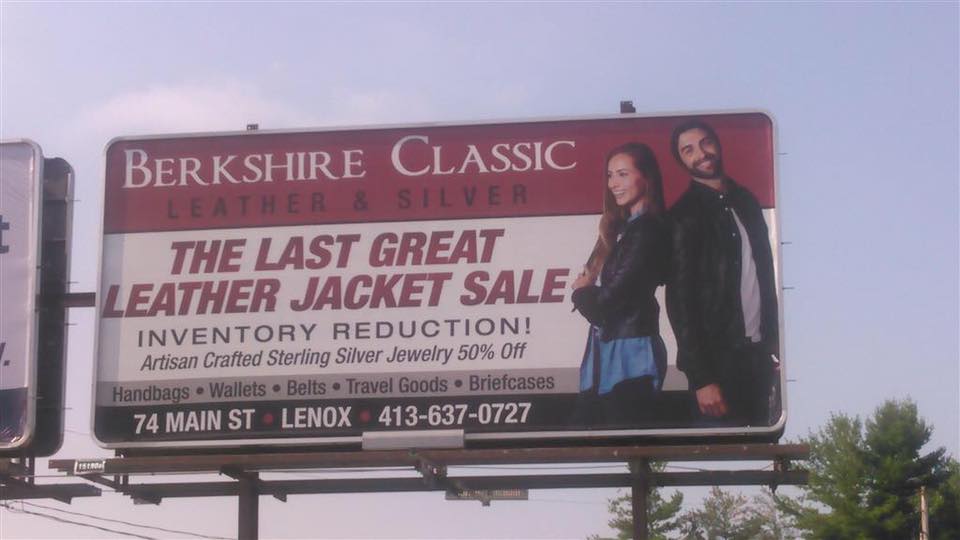 BERKSHIRE CLASSIC
LEATHER & SILVER
THE LAST GREAT
LEATHER JACKET SALE
INVENTORY REDUCTION!
Artisan Crafted Sterling Silver Jewelry 50% Off
Handbags • Wallets • Belts • Travel Goods • Briefcases
74 MAIN ST • LENOX • 413-637-0727